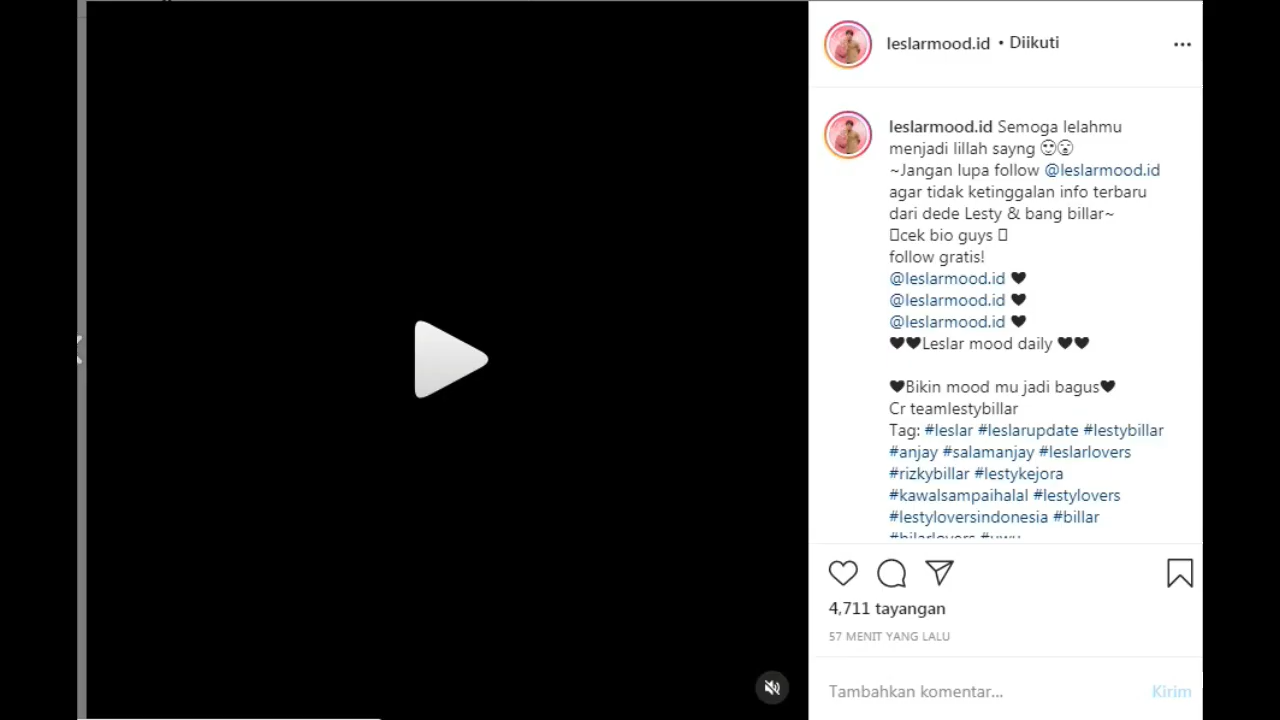 leslarmood.id • Diikuti
leslarmood.id Semoga lelahmu
menjadi lillah sayng
~Jangan lupa follow @leslarmood.id
agar tidak ketinggalan info terbaru
dari dede Lesty & bang billar~
cek bio guys
follow gratis!
@leslarmood.id ♥
@leslarmood.id ♥
@leslarmood.id ♥
♥♥Leslar mood daily ♥♥
♥Bikin mood mu jadi bagus♥
Cr teamlestybillar
Tag: #leslar #leslarupdate #lestybillar
#anjay #salamanjay #leslarlovers
#rizkybillar #lestykejora
#kawalsampaihalal #lestylovers
#lestyloversindonesia #billar
4,711 tayangan
57 MENIT YANG LALU
Tambahkan komentar... Kirim